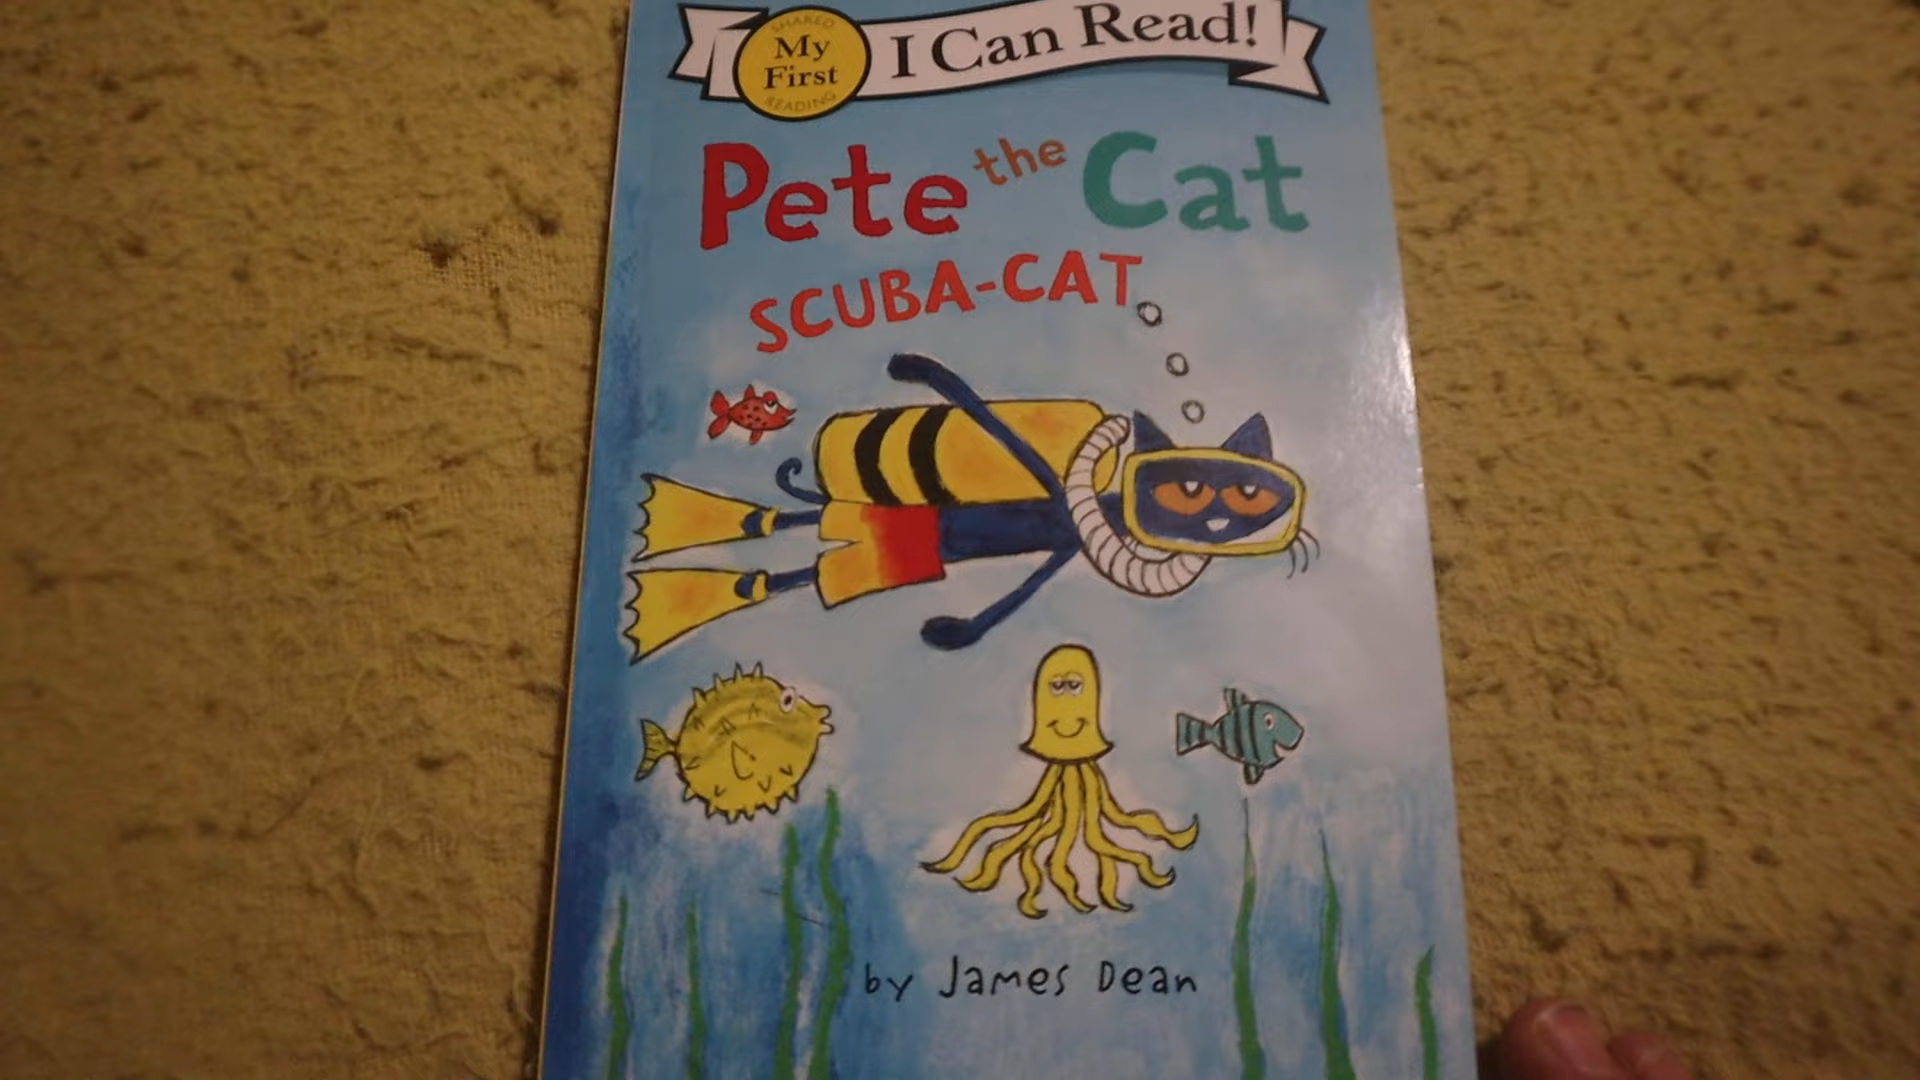 SHARED
My
First
READING
I Can Read!
Pete the Cat
SCUBA-CAT
by James Dean